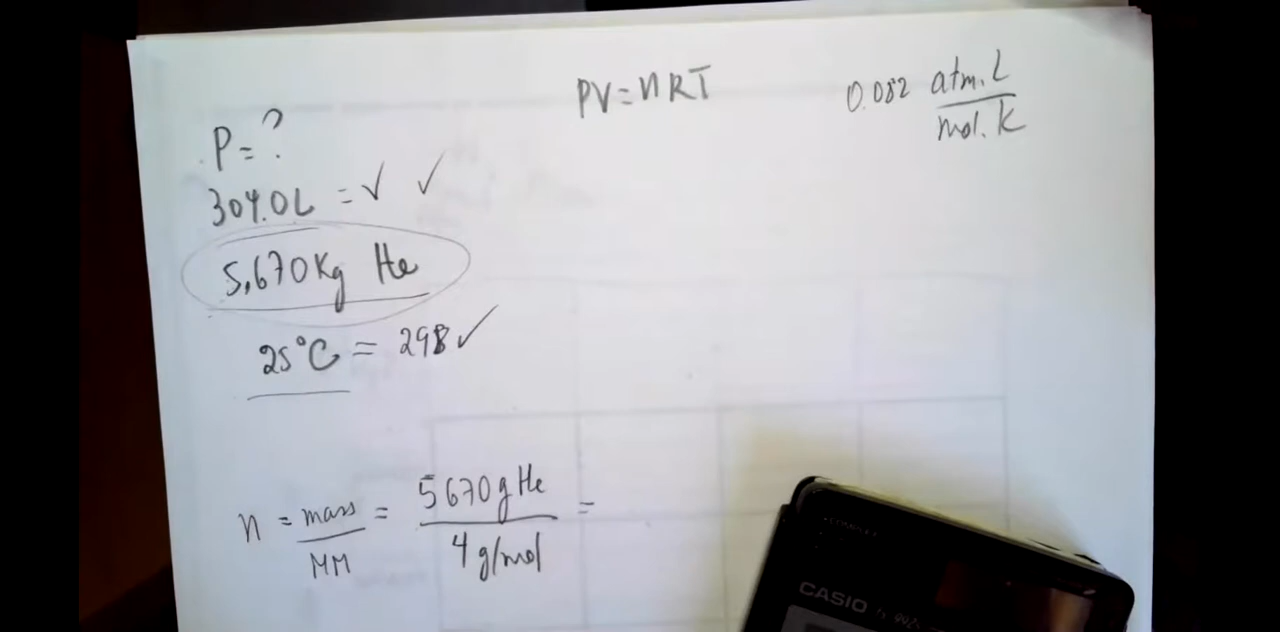 PV=nRT
0.082 atm.L
mol.K
P=?
304.0L = √ ✓
5,670Kg He
25°C = 298 ✓
n = mass = 5670g He =
MM 4 g/mol
CASIO